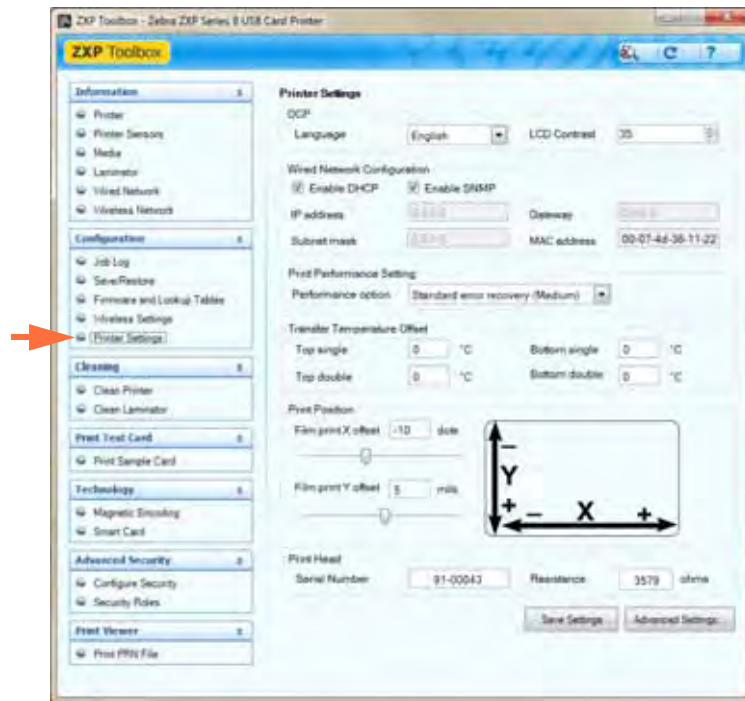 ZXP Toolbox - Zebra ZXP Series 8 USB Card Printer
ZXP Toolbox
?
Information
Printer
Printer Sensors
Media
Laminator
Wired Network
Wireless Network
Configuration
Job Log
Save/Restore
Firmware and Lookup Tables
Wireless Settings
Printer Settings
Cleaning
Clean Printer
Clean Laminator
Print Test Card
Print Sample Card
Technology
Magnetic Encoding
Smart Card
Advanced Security
Configure Security
Security Roles
Print Viewer
Print PRN File
Printer Settings
OCP
Language English LCD Contrast 35
Wired Network Configuration
Enable DHCP Enable SNMP
IP address Gateway
Subnet mask MAC address 00-07-4d-36-11-22
Print Performance Setting
Performance option Standard error recovery (Medium)
Transfer Temperature Offset
Top single 0 °C Bottom single 0 °C
Top double 0 °C Bottom double 0 °C
Print Position
Film print X offset -10 dots
Film print Y offset 5 mils
−
Y
+
− X +
Print Head
Serial Number 91-00043 Resistance 3579 ohms
Save Settings Advanced Settings